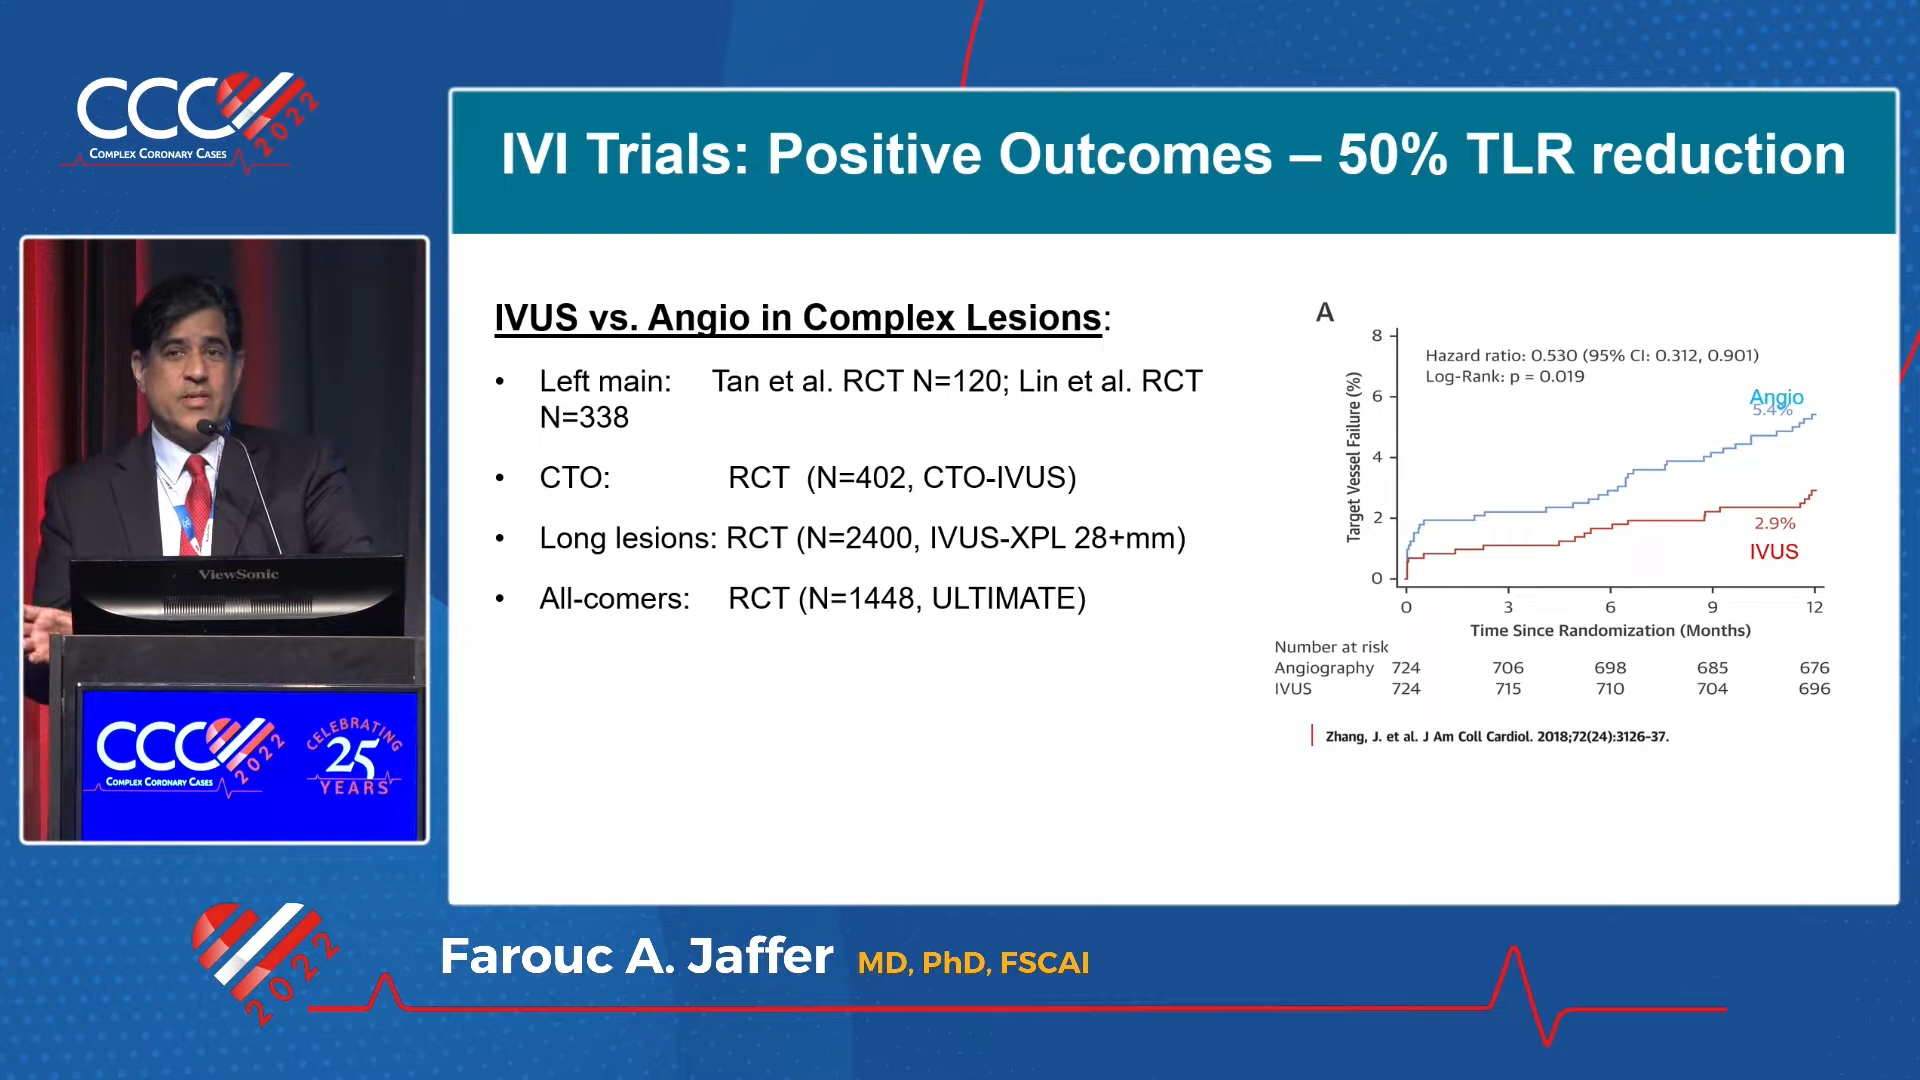 CCC
2022
COMPLEX CORONARY CASES
IVI Trials: Positive Outcomes – 50% TLR reduction
IVUS vs. Angio in Complex Lesions:
• Left main: Tan et al. RCT N=120; Lin et al. RCT
N=338
• CTO: RCT (N=402, CTO-IVUS)
• Long lesions: RCT (N=2400, IVUS-XPL 28+mm)
• All-comers: RCT (N=1448, ULTIMATE)
A
Target Vessel Failure (%)
8
6
4
2
0
Hazard ratio: 0.530 (95% CI: 0.312, 0.901)
Log-Rank: p = 0.019
Angio
5.4%
2.9%
IVUS
0 3 6 9 12
Time Since Randomization (Months)
Number at risk
Angiography 724 706 698 685 676
IVUS 724 715 710 704 696
Zhang, J. et al. J Am Coll Cardiol. 2018;72(24):3126-37.
ViewSonic
CCC
2022
COMPLEX CORONARY CASES
CELEBRATING
25
YEARS
2022
Farouc A. Jaffer MD, PhD, FSCAI